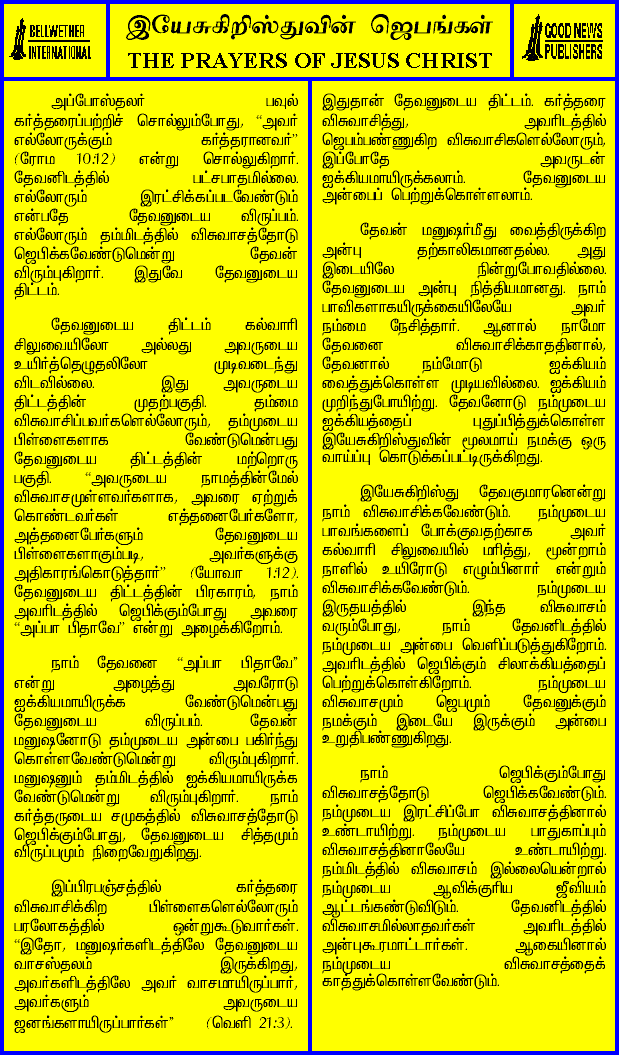 BELLWETHER
INTERNATIONAL
இயேசுகிறிஸ்துவின் ஜெபங்கள்
THE PRAYERS OF JESUS CHRIST
GOOD NEWS
PUBLISHERS
அப்போஸ்தலர் பவுல்
கர்த்தரைப்பற்றிச் சொல்லும்போது, “அவர்
எல்லோருக்கும் கர்த்தரானவர்”
(ரோம 10:12) என்று சொல்லுகிறார்.
தேவனிடத்தில் பட்சபாதமில்லை.
எல்லோரும் இரட்சிக்கப்படவேண்டும்
என்பதே தேவனுடைய விருப்பம்.
எல்லோரும் தம்மிடத்தில் விசுவாசத்தோடு
ஜெபிக்கவேண்டுமென்று தேவன்
விரும்புகிறார். இதுவே தேவனுடைய
திட்டம்.
தேவனுடைய திட்டம் கல்வாரி
சிலுவையிலோ அல்லது அவருடைய
உயிர்த்தெழுதலிலோ முடிவடைந்து
விடவில்லை. இது அவருடைய
திட்டத்தின் முதற்பகுதி. தம்மை
விசுவாசிப்பவர்களெல்லோரும், தம்முடைய
பிள்ளைகளாக வேண்டுமென்பது
தேவனுடைய திட்டத்தின் மற்றொரு
பகுதி. “அவருடைய நாமத்தின்மேல்
விசுவாசமுள்ளவர்களாக, அவரை ஏற்றுக்
கொண்டவர்கள் எத்தனைபேர்களோ,
அத்தனைபேர்களும் தேவனுடைய
பிள்ளைகளாகும்படி, அவர்களுக்கு
அதிகாரங்கொடுத்தார்” (யோவா 1:12).
தேவனுடைய திட்டத்தின் பிரகாரம், நாம்
அவரிடத்தில் ஜெபிக்கும்போது அவரை
“அப்பா பிதாவே” என்று அழைக்கிறோம்.
நாம் தேவனை “அப்பா பிதாவே”
என்று அழைத்து அவரோடு
ஐக்கியமாயிருக்க வேண்டுமென்பது
தேவனுடைய விருப்பம். தேவன்
மனுஷனோடு தம்முடைய அன்பை பகிர்ந்து
கொள்ளவேண்டுமென்று விரும்புகிறார்.
மனுஷனும் தம்மிடத்தில் ஐக்கியமாயிருக்க
வேண்டுமென்று விரும்புகிறார். நாம்
கர்த்தருடைய சமுகத்தில் விசுவாசத்தோடு
ஜெபிக்கும்போது, தேவனுடைய சித்தமும்
விருப்பமும் நிறைவேறுகிறது.
இப்பிரபஞ்சத்தில் கர்த்தரை
விசுவாசிக்கிற பிள்ளைகளெல்லோரும்
பரலோகத்தில் ஒன்றுகூடுவார்கள்.
“இதோ, மனுஷர்களிடத்திலே தேவனுடைய
வாசஸ்தலம் இருக்கிறது,
அவர்களிடத்திலே அவர் வாசமாயிருப்பார்,
அவர்களும் அவருடைய
ஜனங்களாயிருப்பார்கள்” (வெளி 21:3).
இதுதான் தேவனுடைய திட்டம். கர்த்தரை
விசுவாசித்து, அவரிடத்தில்
ஜெபம்பண்ணுகிற விசுவாசிகளெல்லோரும்,
இப்போதே அவருடன்
ஐக்கியமாயிருக்கலாம். தேவனுடைய
அன்பைப் பெற்றுக்கொள்ளலாம்.
தேவன் மனுஷர்மீது வைத்திருக்கிற
அன்பு தற்காலிகமானதல்ல. அது
இடையிலே நின்றுபோவதில்லை.
தேவனுடைய அன்பு நித்தியமானது. நாம்
பாவிகளாகயிருக்கையிலேயே அவர்
நம்மை நேசித்தார். ஆனால் நாமோ
தேவனை விசுவாசிக்காததினால்,
தேவனால் நம்மோடு ஐக்கியம்
வைத்துக்கொள்ள முடியவில்லை. ஐக்கியம்
முறிந்துபோயிற்று. தேவனோடு நம்முடைய
ஐக்கியத்தைப் புதுப்பித்துக்கொள்ள
இயேசுகிறிஸ்துவின் மூலமாய் நமக்கு ஒரு
வாய்ப்பு கொடுக்கப்பட்டிருக்கிறது.
இயேசுகிறிஸ்து தேவகுமாரனென்று
நாம் விசுவாசிக்கவேண்டும். நம்முடைய
பாவங்களைப் போக்குவதற்காக அவர்
கல்வாரி சிலுவையில் மரித்து, மூன்றாம்
நாளில் உயிரோடு எழும்பினார் என்றும்
விசுவாசிக்கவேண்டும். நம்முடைய
இருதயத்தில் இந்த விசுவாசம்
வரும்போது, நாம் தேவனிடத்தில்
நம்முடைய அன்பை வெளிப்படுத்துகிறோம்.
அவரிடத்தில் ஜெபிக்கும் சிலாக்கியத்தைப்
பெற்றுக்கொள்கிறோம். நம்முடைய
விசுவாசமும் ஜெபமும் தேவனுக்கும்
நமக்கும் இடையே இருக்கும் அன்பை
உறுதிபண்ணுகிறது.
நாம் ஜெபிக்கும்போது
விசுவாசத்தோடு ஜெபிக்கவேண்டும்.
நம்முடைய இரட்சிப்போ விசுவாசத்தினால்
உண்டாயிற்று. நம்முடைய பாதுகாப்பும்
விசுவாசத்தினாலேயே உண்டாயிற்று.
நம்மிடத்தில் விசுவாசம் இல்லையென்றால்
நம்முடைய ஆவிக்குரிய ஜீவியம்
ஆட்டங்கண்டுவிடும். தேவனிடத்தில்
விசுவாசமில்லாதவர்கள் அவரிடத்தில்
அன்புகூரமாட்டார்கள். ஆகையினால்
நம்முடைய விசுவாசத்தைக்
காத்துக்கொள்ளவேண்டும்.